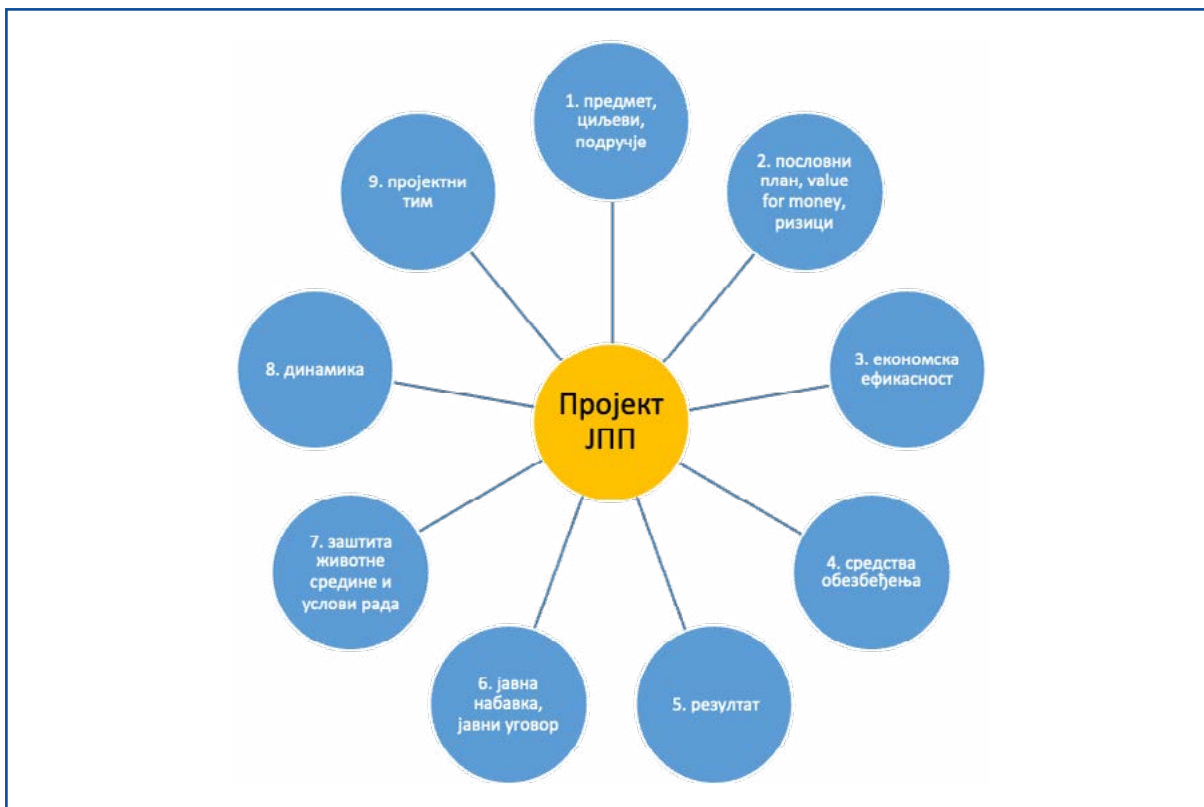 1. предмет,
циљеви,
подручје
2. пословни
план, value
for money,
ризици
3. економска
ефикасност
4. средства
обезбеђења
5. резултат
6. јавна
набавка,
јавни уговор
7. заштита
животне
средине и
услови рада
8. динамика
9. пројектни
тим
Пројект
ЈПП